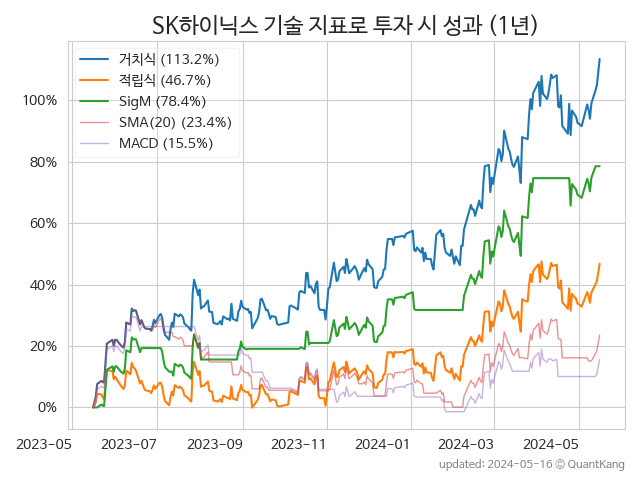 SK하이닉스 기술 지표로 투자 시 성과 (1년)
거치식 (113.2%)
적립식 (46.7%)
SigM (78.4%)
SMA(20) (23.4%)
MACD (15.5%)
100%
80%
60%
40%
20%
0%
2023-05 2023-07 2023-09 2023-11 2024-01 2024-03 2024-05
updated: 2024-05-16 © QuantKang